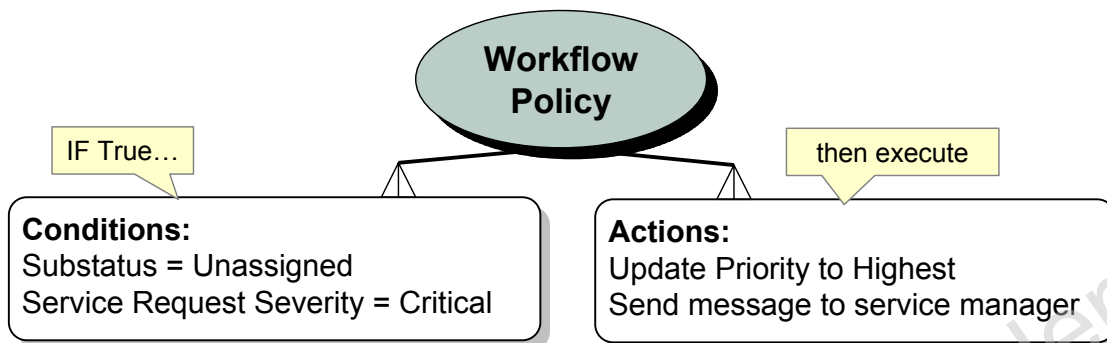 Workflow
Policy
IF True…
then execute
Conditions:
Substatus = Unassigned
Service Request Severity = Critical
Actions:
Update Priority to Highest
Send message to service manager